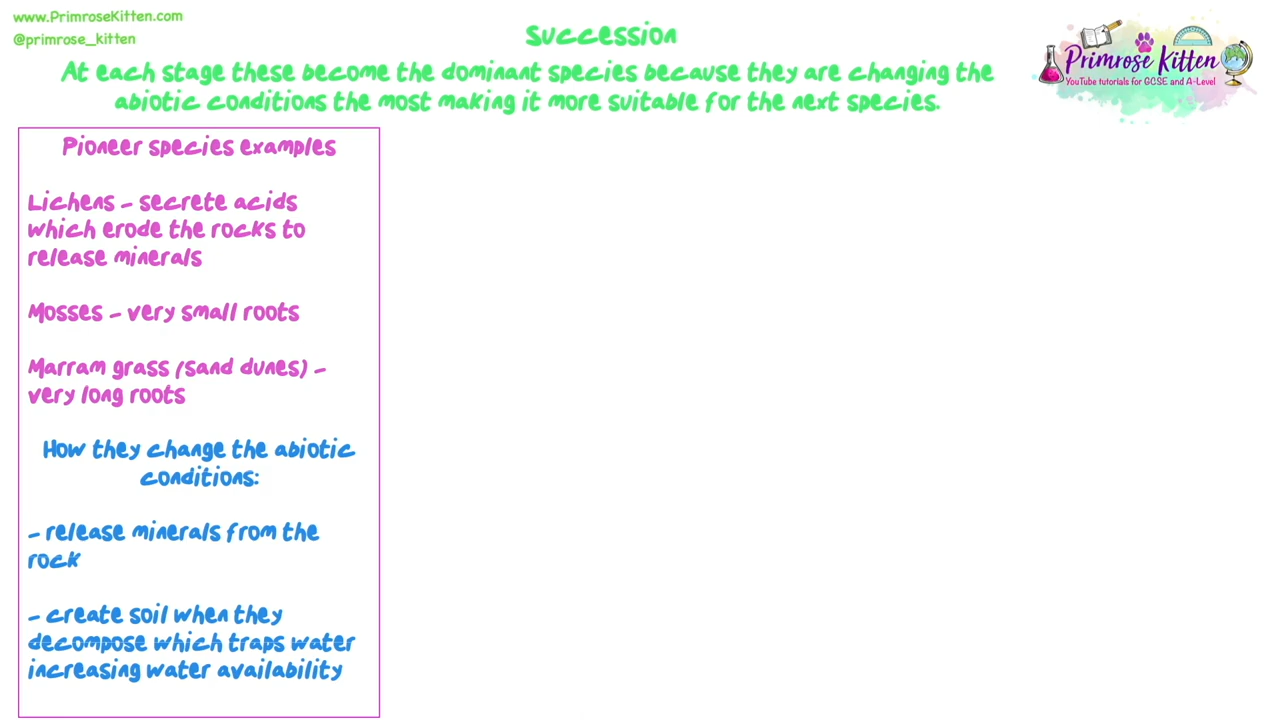 www.PrimroseKitten.com
@primrose_kitten
Succession
At each stage these become the dominant species because they are changing the
abiotic conditions the most making it more suitable for the next species.
Primrose Kitten
YouTube tutorials for GCSE and A-Level
Pioneer species examples
Lichens - secrete acids
which erode the rocks to
release minerals
Mosses - very small roots
Marram grass (sand dunes) -
very long roots
How they change the abiotic
conditions:
- release minerals from the
rock
- create soil when they
decompose which traps water
increasing water availability